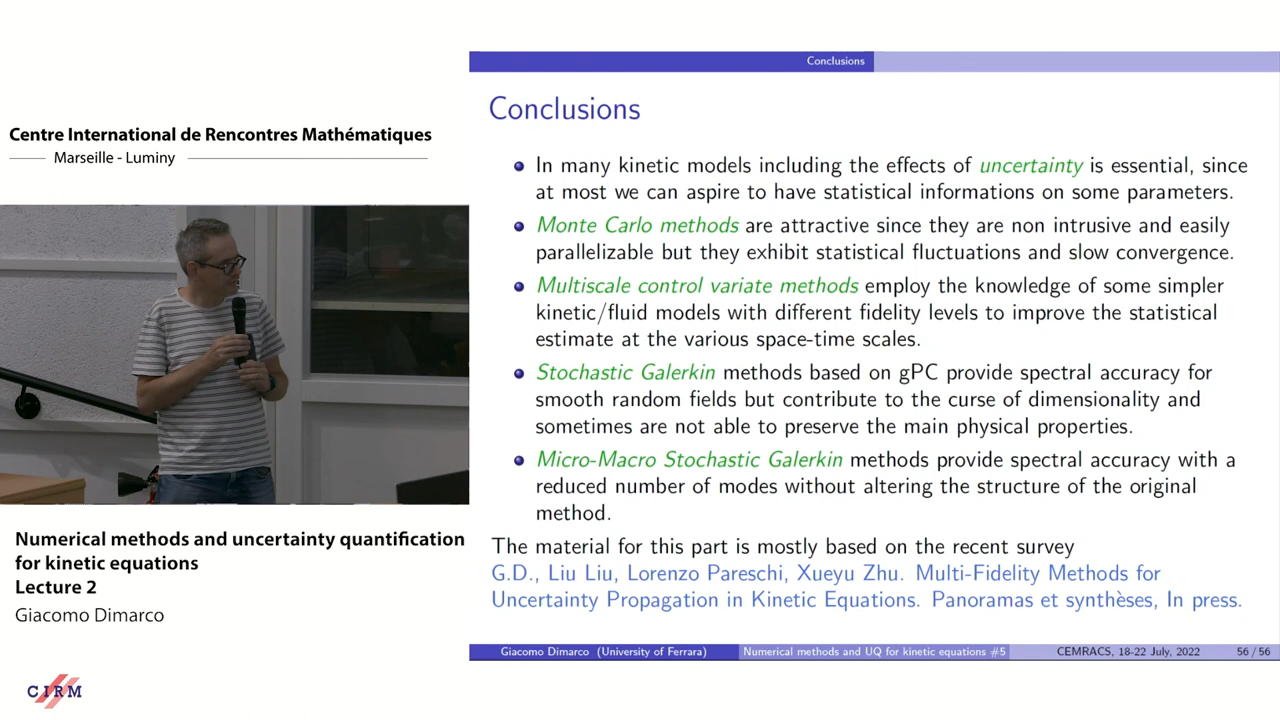 Centre International de Rencontres Mathématiques
Marseille - Luminy
Numerical methods and uncertainty quantification
for kinetic equations
Lecture 2
Giacomo Dimarco
CIRM
Conclusions
Conclusions
In many kinetic models including the effects of uncertainty is essential, since
at most we can aspire to have statistical informations on some parameters.
Monte Carlo methods are attractive since they are non intrusive and easily
parallelizable but they exhibit statistical fluctuations and slow convergence.
Multiscale control variate methods employ the knowledge of some simpler
kinetic/fluid models with different fidelity levels to improve the statistical
estimate at the various space-time scales.
Stochastic Galerkin methods based on gPC provide spectral accuracy for
smooth random fields but contribute to the curse of dimensionality and
sometimes are not able to preserve the main physical properties.
Micro-Macro Stochastic Galerkin methods provide spectral accuracy with a
reduced number of modes without altering the structure of the original
method.
The material for this part is mostly based on the recent survey
G.D., Liu Liu, Lorenzo Pareschi, Xueyu Zhu. Multi-Fidelity Methods for
Uncertainty Propagation in Kinetic Equations. Panoramas et synthèses, In press.
Giacomo Dimarco (University of Ferrara) Numerical methods and UQ for kinetic equations #5 CEMRACS, 18-22 July, 2022 56 / 56